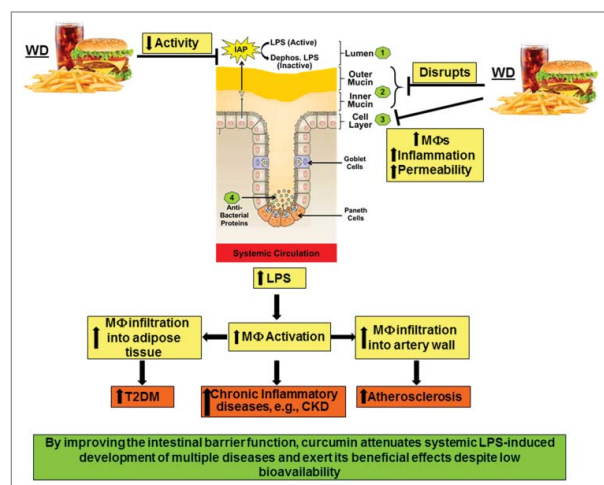 WD
Activity
IAP
LPS (Active)
Dephos. LPS
(Inactive)
Lumen 1
Outer
Mucin
2
Inner
Mucin
Cell
Layer
3
Disrupts
WD
MΦs
Inflammation
Permeability
Goblet
Cells
4
Anti-
Bacterial
Proteins
Paneth
Cells
Systemic Circulation
LPS
MΦ infiltration
into adipose
tissue
MΦ Activation
MΦ infiltration
into artery wall
T2DM
Chronic Inflammatory
diseases, e.g., CKD
Atherosclerosis
By improving the intestinal barrier function, curcumin attenuates systemic LPS-induced
development of multiple diseases and exert its beneficial effects despite low
bioavailability